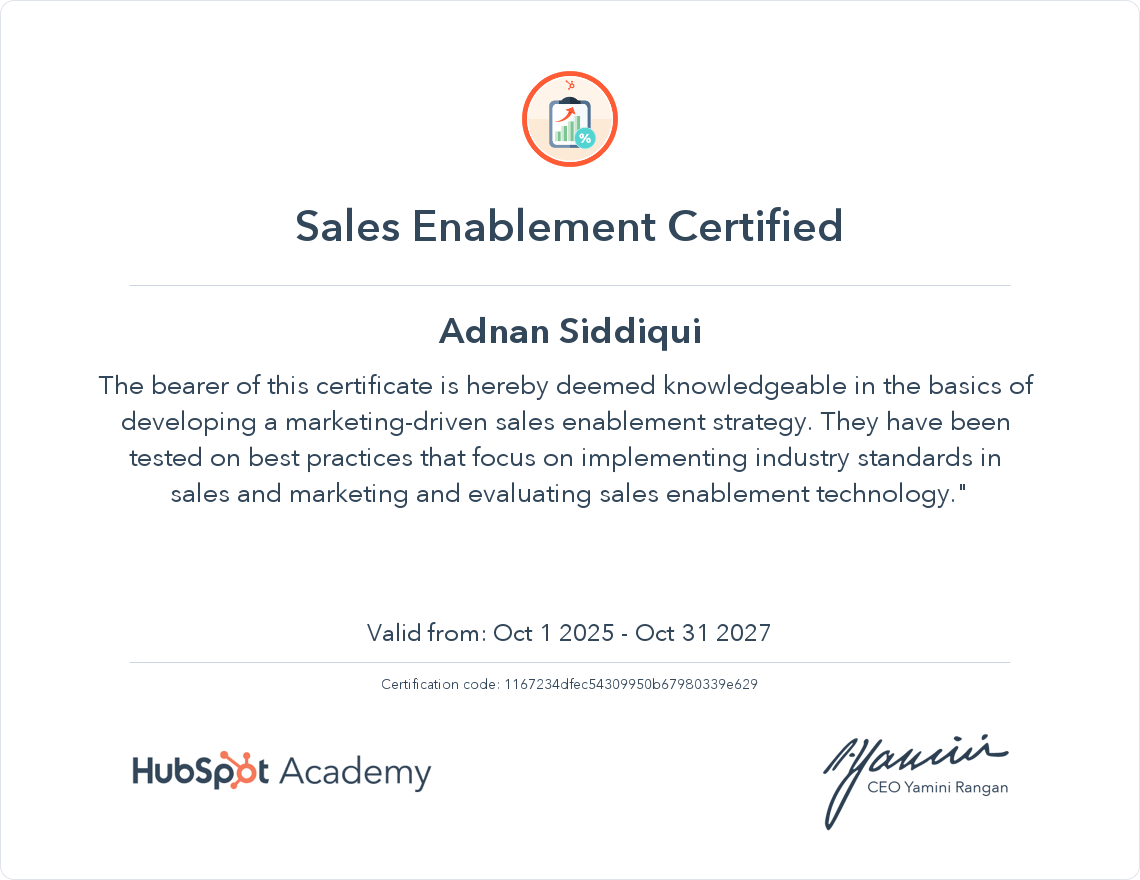 %
Sales Enablement Certified
Adnan Siddiqui
The bearer of this certificate is hereby deemed knowledgeable in the basics of
developing a marketing-driven sales enablement strategy. They have been
tested on best practices that focus on implementing industry standards in
sales and marketing and evaluating sales enablement technology."
Valid from: Oct 1 2025 - Oct 31 2027
Certification code: 1167234dfec54309950b67980339e629
HubSpot Academy
CEO Yamini Rangan